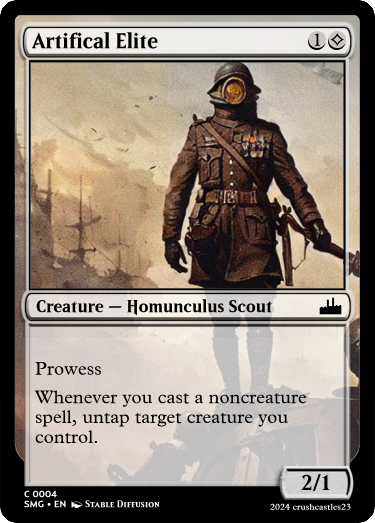 Artifical Elite 1
Creature — Homunculus Scout
Prowess
Whenever you cast a noncreature
spell, untap target creature you
control.
2/1
C 0004
SMG • EN Stable Diffusion
2024 crushcastles23